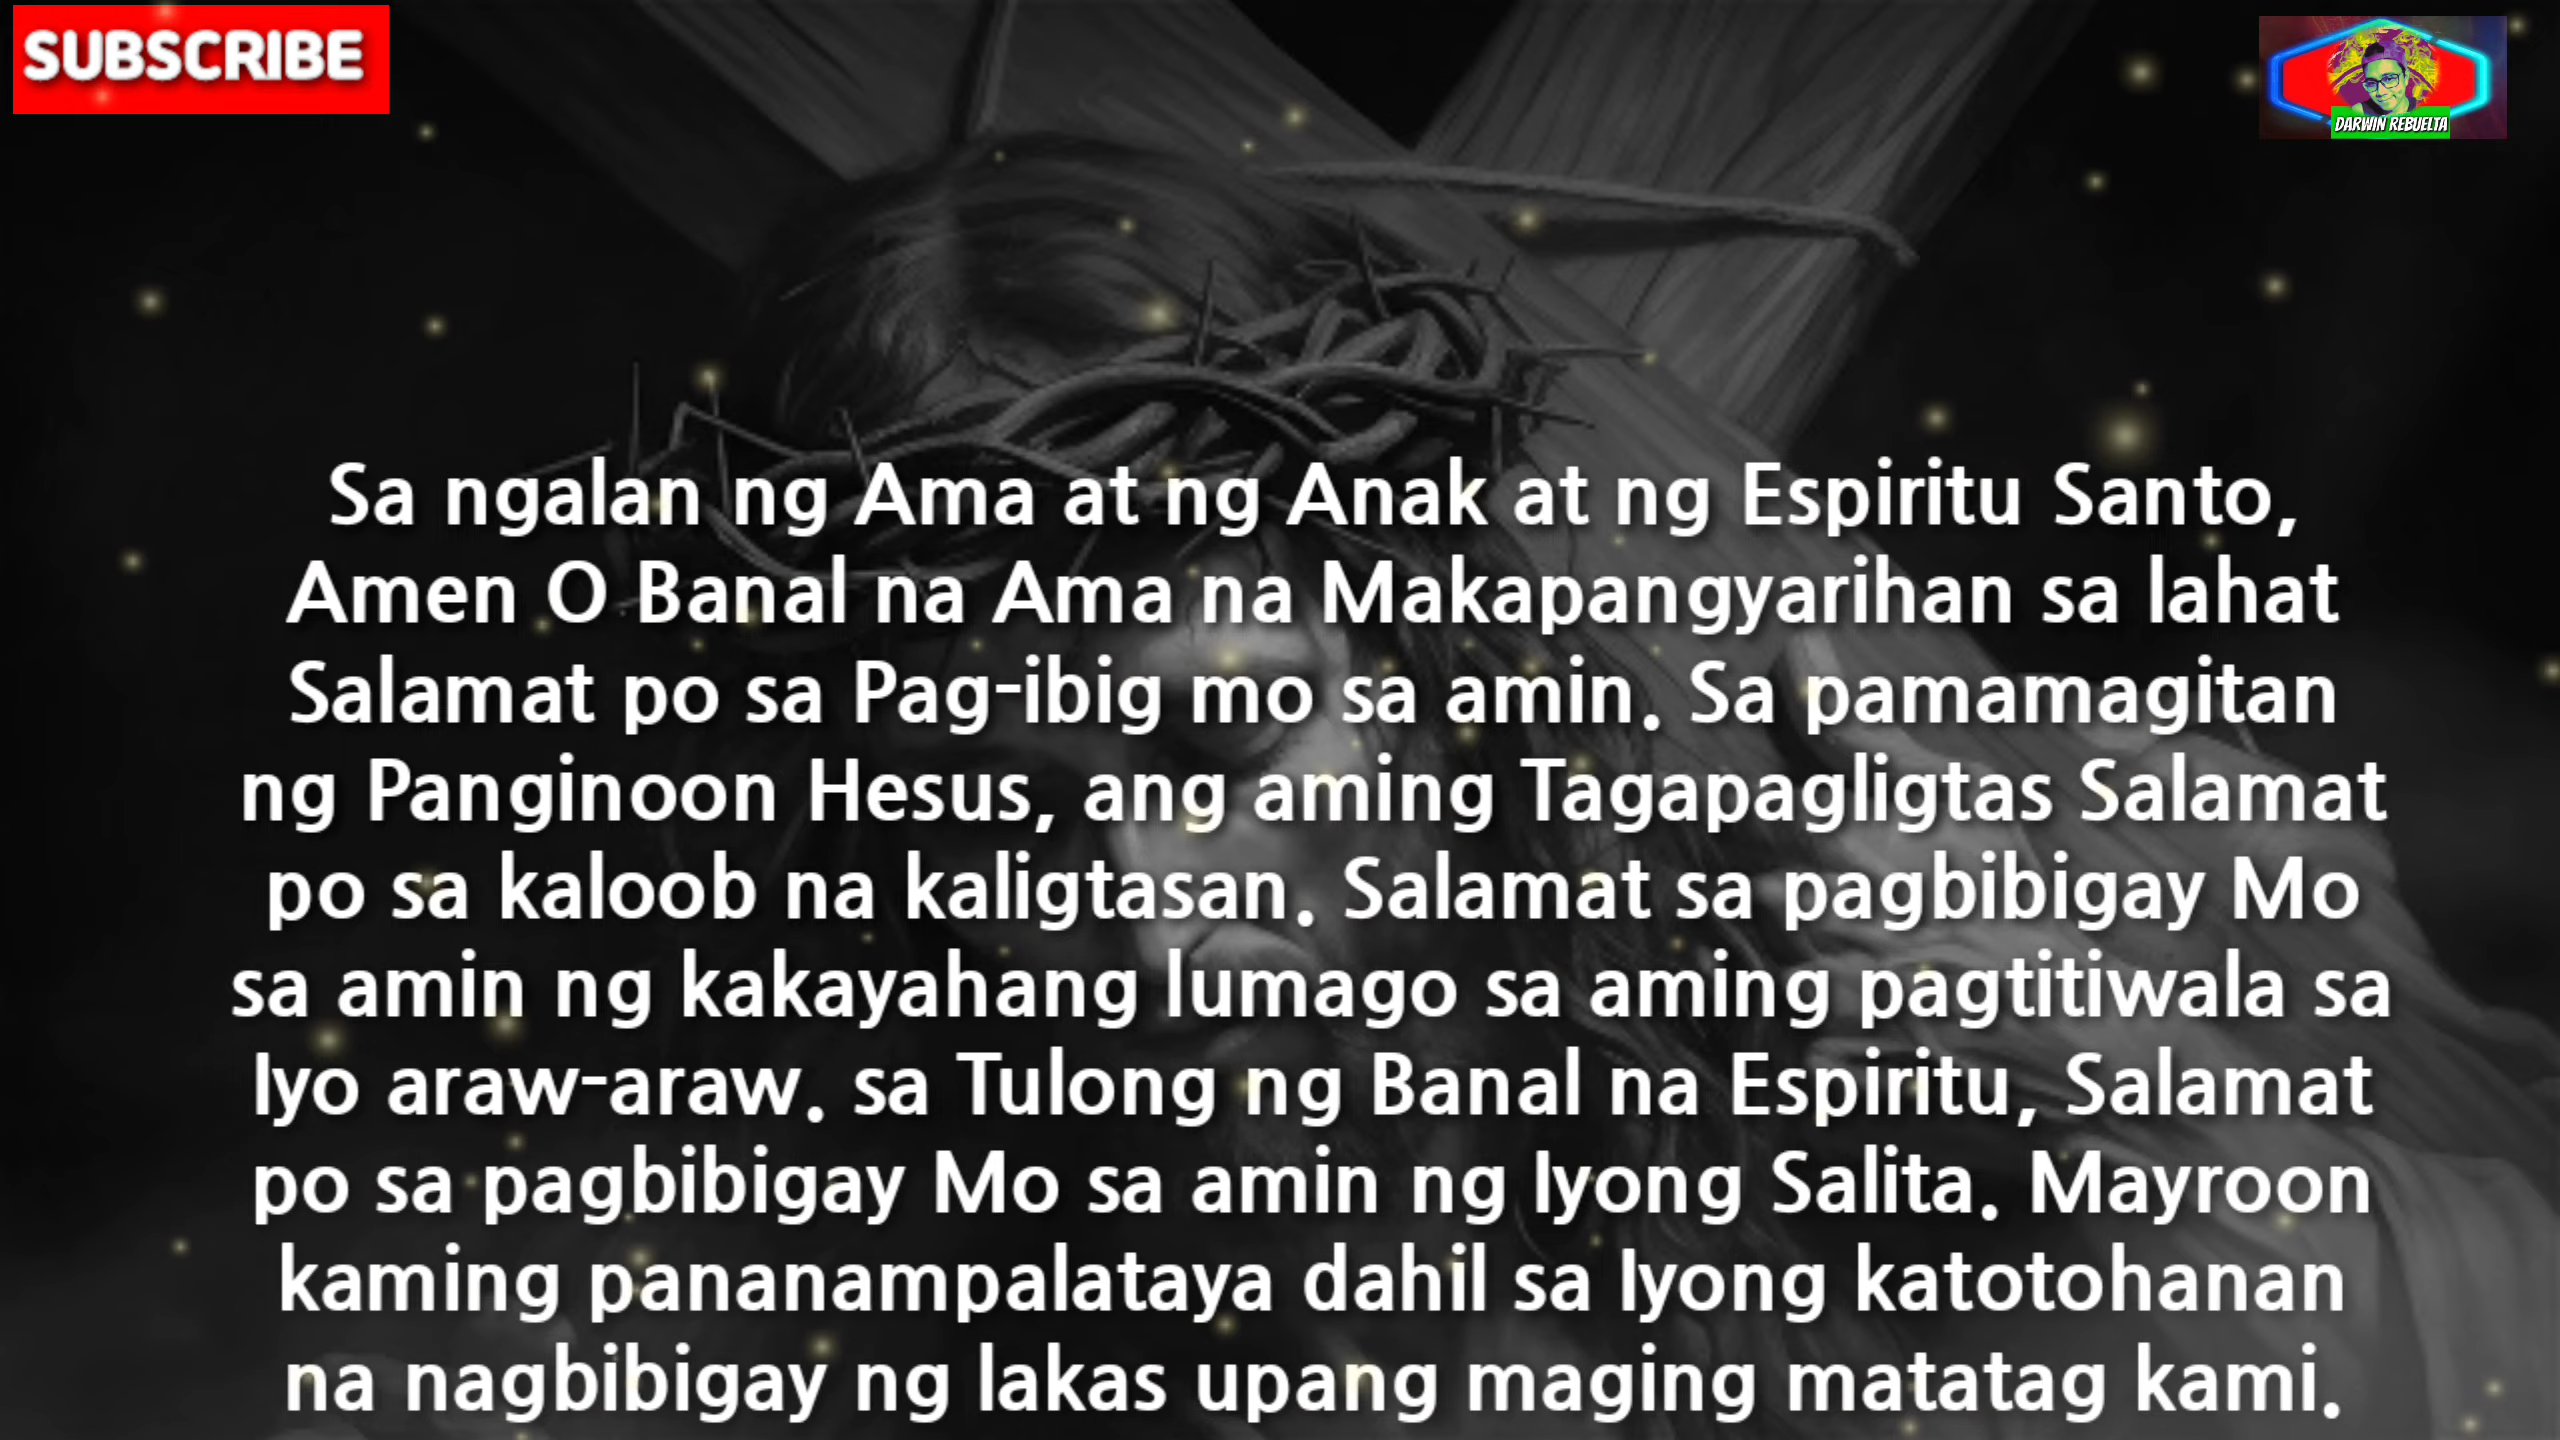 SUBSCRIBE
DARWIN REBUELTA
Sa ngalan ng Ama at ng Anak at ng Espiritu Santo,
Amen O Banal na Ama na Makapangyarihan sa lahat
Salamat po sa Pag-ibig mo sa amin. Sa pamamagitan
ng Panginoon Hesus, ang aming Tagapagligtas Salamat
po sa kaloob na kaligtasan. Salamat sa pagbibigay Mo
sa amin ng kakayahang lumago sa aming pagtitiwala sa
Iyo araw-araw. sa Tulong ng Banal na Espiritu, Salamat
po sa pagbibigay Mo sa amin ng Iyong Salita. Mayroon
kaming pananampalataya dahil sa Iyong katotohanan
na nagbibigay ng lakas upang maging matatag kami.